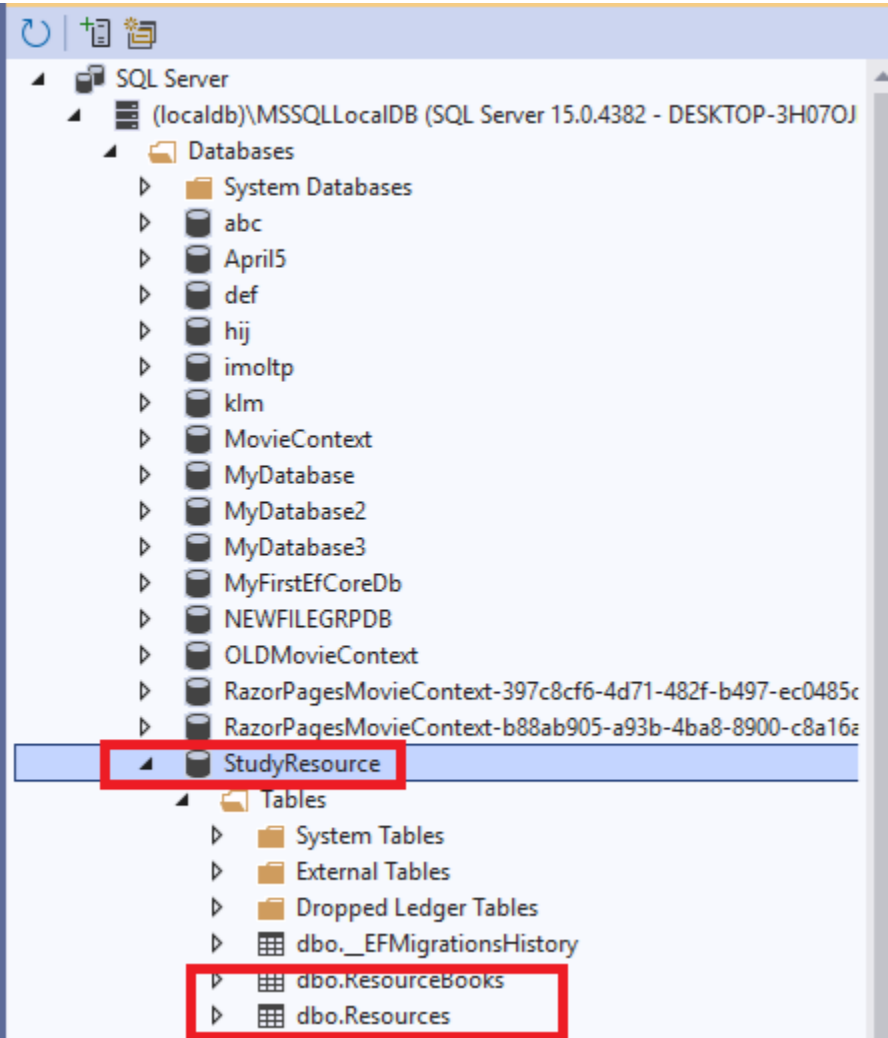 SQL Server
(localdb)\MSSQLLocalDB (SQL Server 15.0.4382 - DESKTOP-3H07OJ
Databases
System Databases
abc
April5
def
hij
imoltp
klm
MovieContext
MyDatabase
MyDatabase2
MyDatabase3
MyFirstEfCoreDb
NEWFILEGRPDB
OLDMovieContext
RazorPagesMovieContext-397c8cf6-4d71-482f-b497-ec0485c
RazorPagesMovieContext-b88ab905-a93b-4ba8-8900-c8a16a
StudyResource
Tables
System Tables
External Tables
Dropped Ledger Tables
dbo.__EFMigrationsHistory
dbo.ResourceBooks
dbo.Resources